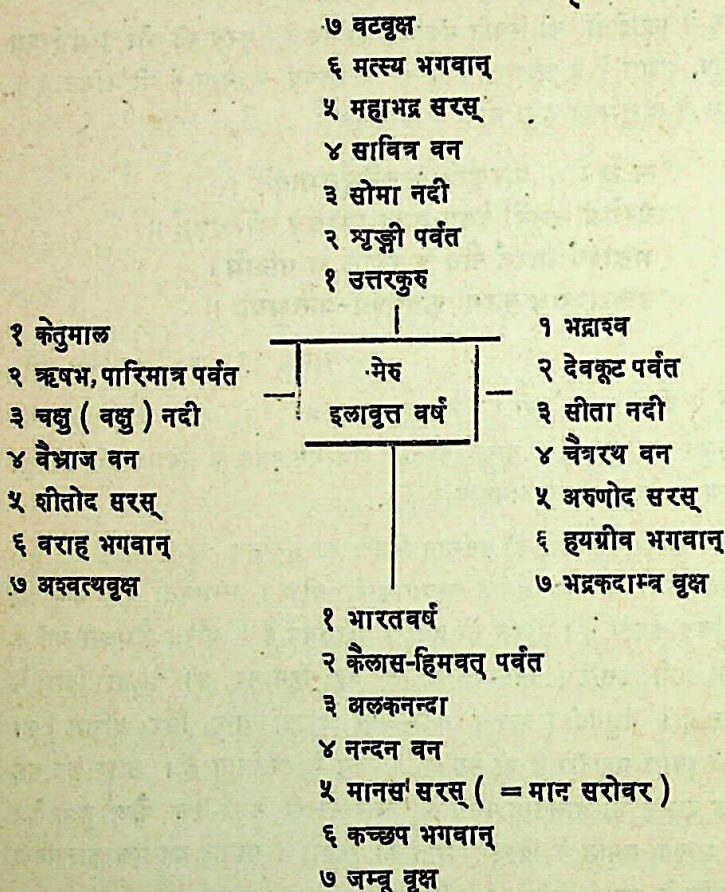 ७ वटवृक्ष
६ मत्स्य भगवान्
५ महाभद्र सरस्
४ सावित्र वन
३ सोमा नदी
२ शृङ्गी पर्वत
१ उत्तरकुरु
१ केतुमाल
२ ऋषभ, पारिमात्र पर्वत
३ चक्षु ( वक्षु ) नदी
४ वैभ्राज वन
५ शीतोद सरस्
६ वराह भगवान्
७ अश्वत्थवृक्ष
मेरु
इलावृत्त वर्ष
१ भद्राश्व
२ देवकूट पर्वत
३ सीता नदी
४ चैत्ररथ वन
५ अरुणोद सरस्
६ हयग्रीव भगवान्
७ भद्रकदाम्ब वृक्ष
१ भारतवर्ष
२ कैलास-हिमवत् पर्वत
३ अलकनन्दा
४ नन्दन वन
५ मानस सरस् ( = मान सरोवर )
६ कच्छप भगवान्
७ जम्बू वृक्ष